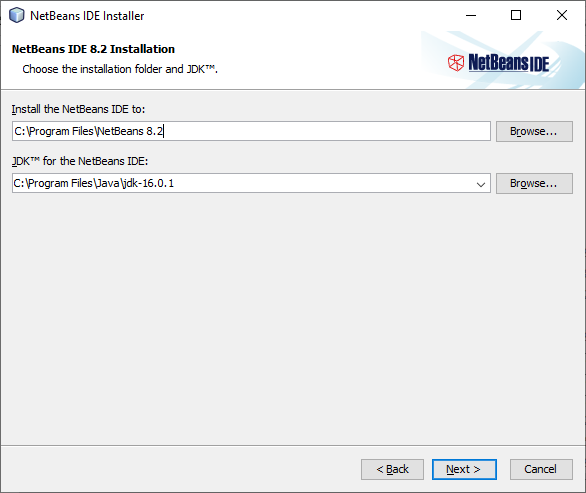 NetBeans IDE Installer
NetBeans IDE 8.2 Installation
Choose the installation folder and JDK™.
NetBeans IDE
Install the NetBeans IDE to:
C:\Program Files\NetBeans 8.2
Browse...
JDK™ for the NetBeans IDE:
C:\Program Files\Java\jdk-16.0.1
Browse...
< Back
Next >
Cancel